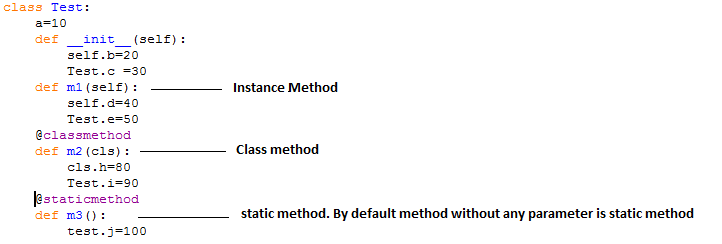 class Test:
    a=10
    def __init__(self):
        self.b=20
        Test.c =30
    def m1(self): Instance Method
        self.d=40
        Test.e=50
    @classmethod
    def m2(cls): Class method
        cls.h=80
        Test.i=90
    @staticmethod
    def m3(): static method. By default method without any parameter is static method
        test.j=100